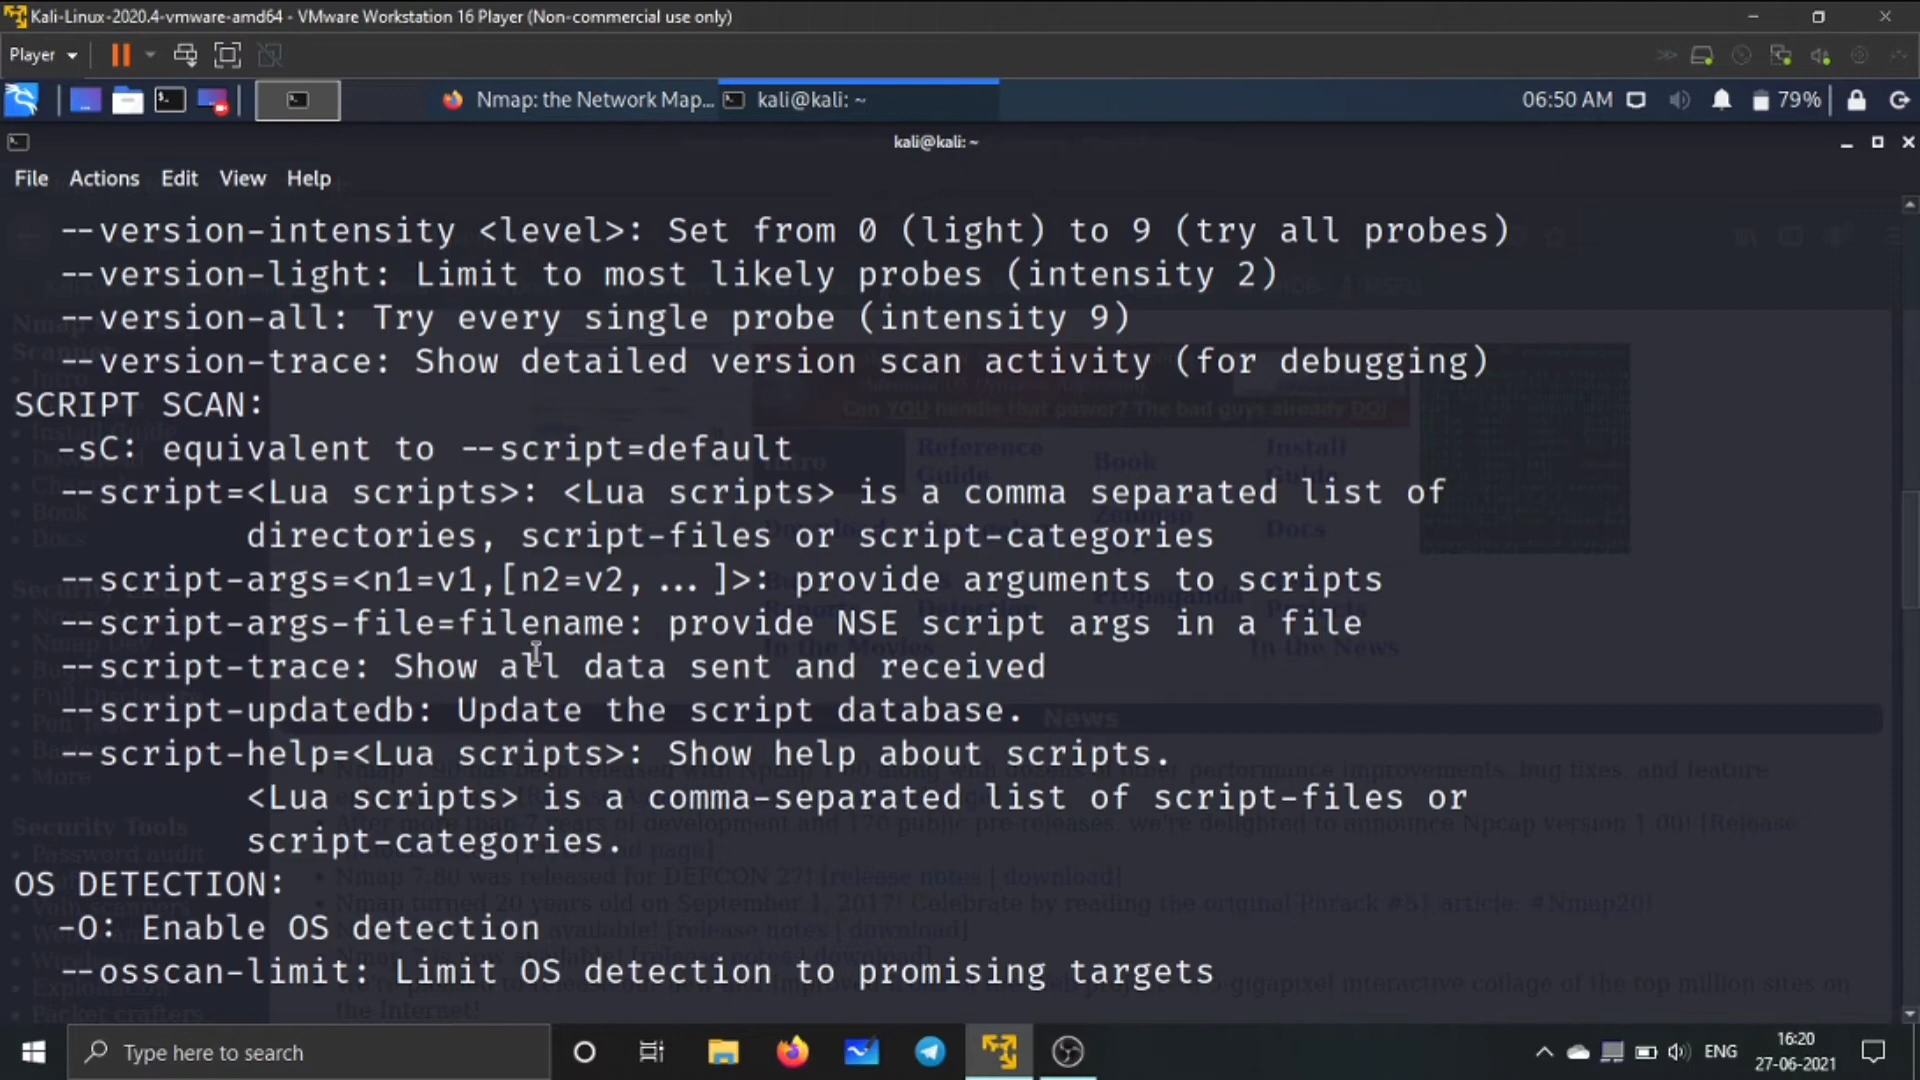 Kali-Linux-2020.4-vmware-amd64 - VMware Workstation 16 Player (Non-commercial use only)
Player
Nmap: the Network Map...
kali@kali: ~
06:50 AM
79%
kali@kali: ~
File Actions Edit View Help
--version-intensity <level>: Set from 0 (light) to 9 (try all probes)
--version-light: Limit to most likely probes (intensity 2)
--version-all: Try every single probe (intensity 9)
--version-trace: Show detailed version scan activity (for debugging)
SCRIPT SCAN:
-sC: equivalent to --script=default
--script=<Lua scripts>: <Lua scripts> is a comma separated list of
directories, script-files or script-categories
--script-args=<n1=v1,[n2=v2,...]>: provide arguments to scripts
--script-args-file=filename: provide NSE script args in a file
--script-trace: Show all data sent and received
--script-updatedb: Update the script database.
--script-help=<Lua scripts>: Show help about scripts.
<Lua scripts> is a comma-separated list of script-files or
script-categories.
OS DETECTION:
-O: Enable OS detection
--osscan-limit: Limit OS detection to promising targets
Type here to search
ENG
16:20
27-06-2021